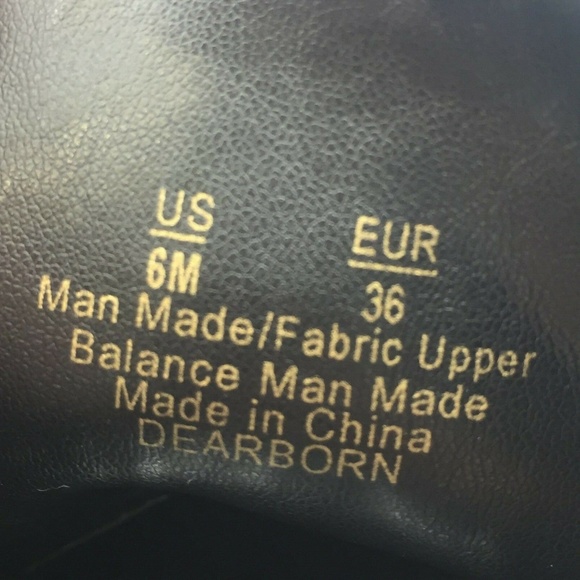 US EUR
6M 36
Man Made/Fabric Upper
Balance Man Made
Made in China
DEARBORN